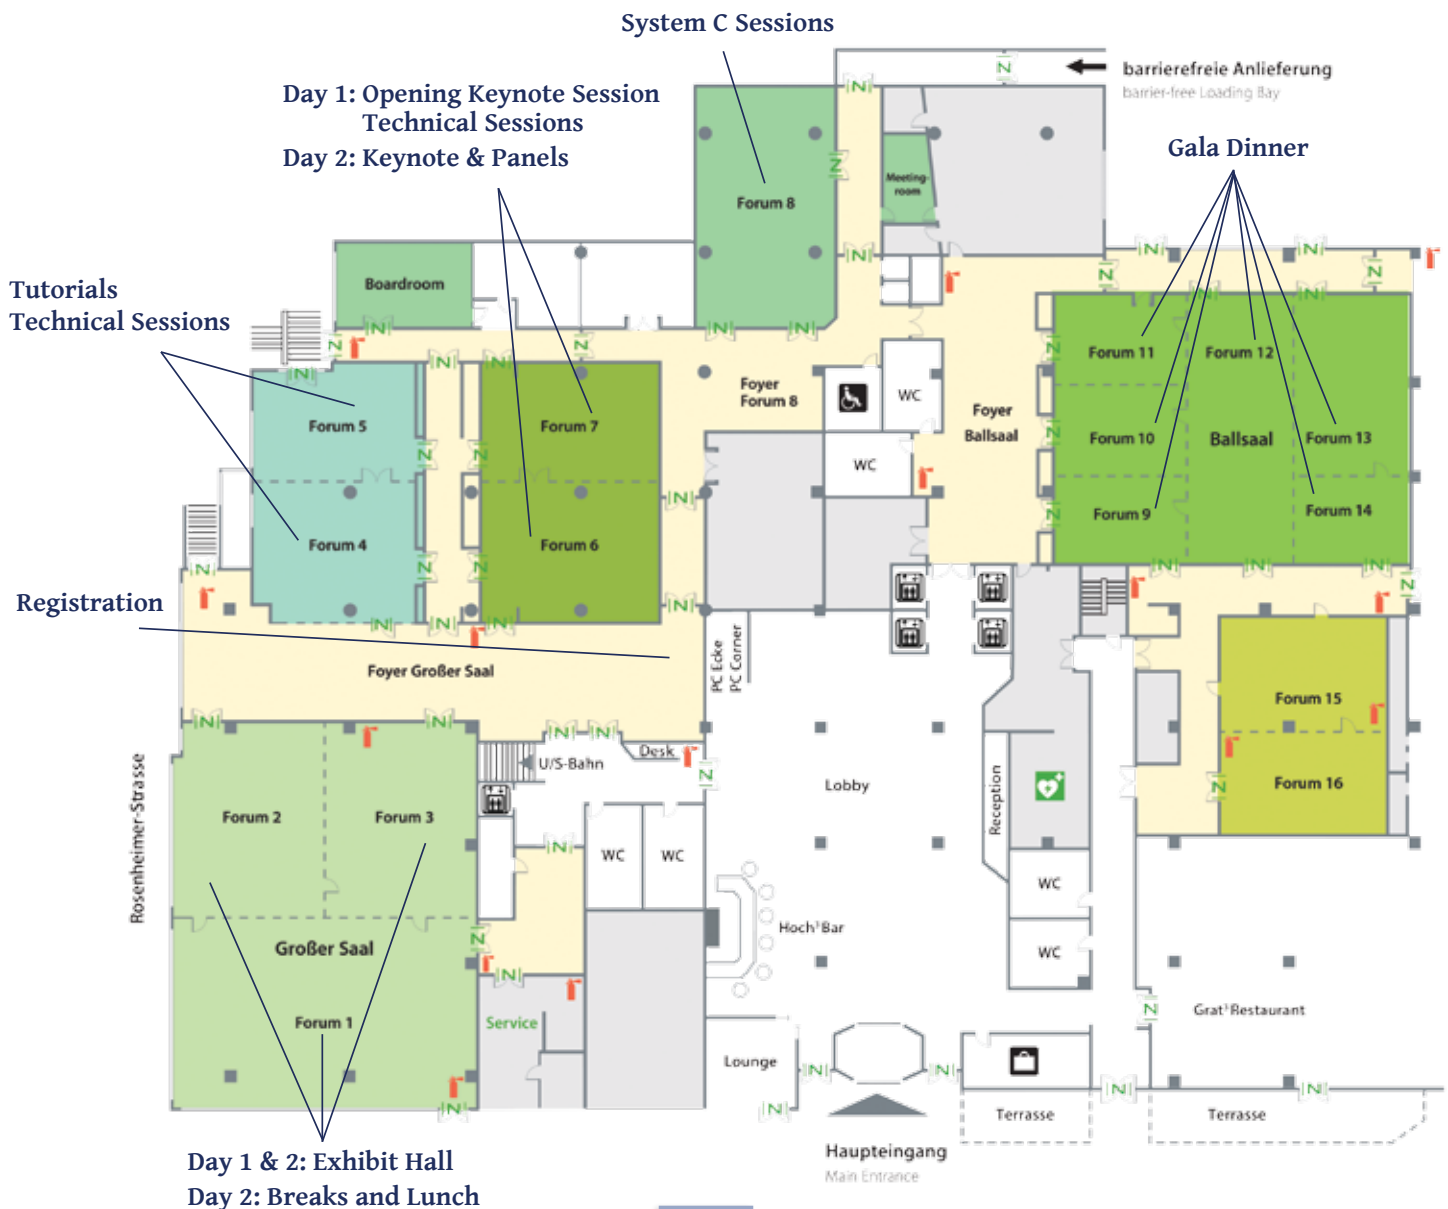 System C Sessions
Day 1: Opening Keynote Session
Technical Sessions
Day 2: Keynote & Panels
barrierefreie Anlieferung
barrier-free Loading Bay
Gala Dinner
Meeting-
room
Forum 8
Boardroom
Tutorials
Technical Sessions
Forum 5
Forum 7
Foyer
Forum 8
WC
WC
Foyer
Ballsaal
Forum 11
Forum 12
Forum 10
Ballsaal
Forum 13
Forum 9
Forum 14
Forum 4
Forum 6
Registration
Foyer Großer Saal
PC Ecke
PC Corner
Desk
U/S-Bahn
Lobby
Reception
Forum 15
Forum 16
Rosenheimer-Strasse
Forum 2
Forum 3
WC
WC
WC
WC
Hoch³Bar
Großer Saal
Forum 1
Service
Grat³Restaurant
Lounge
Terrasse
Terrasse
Haupteingang
Main Entrance
Day 1 & 2: Exhibit Hall
Day 2: Breaks and Lunch